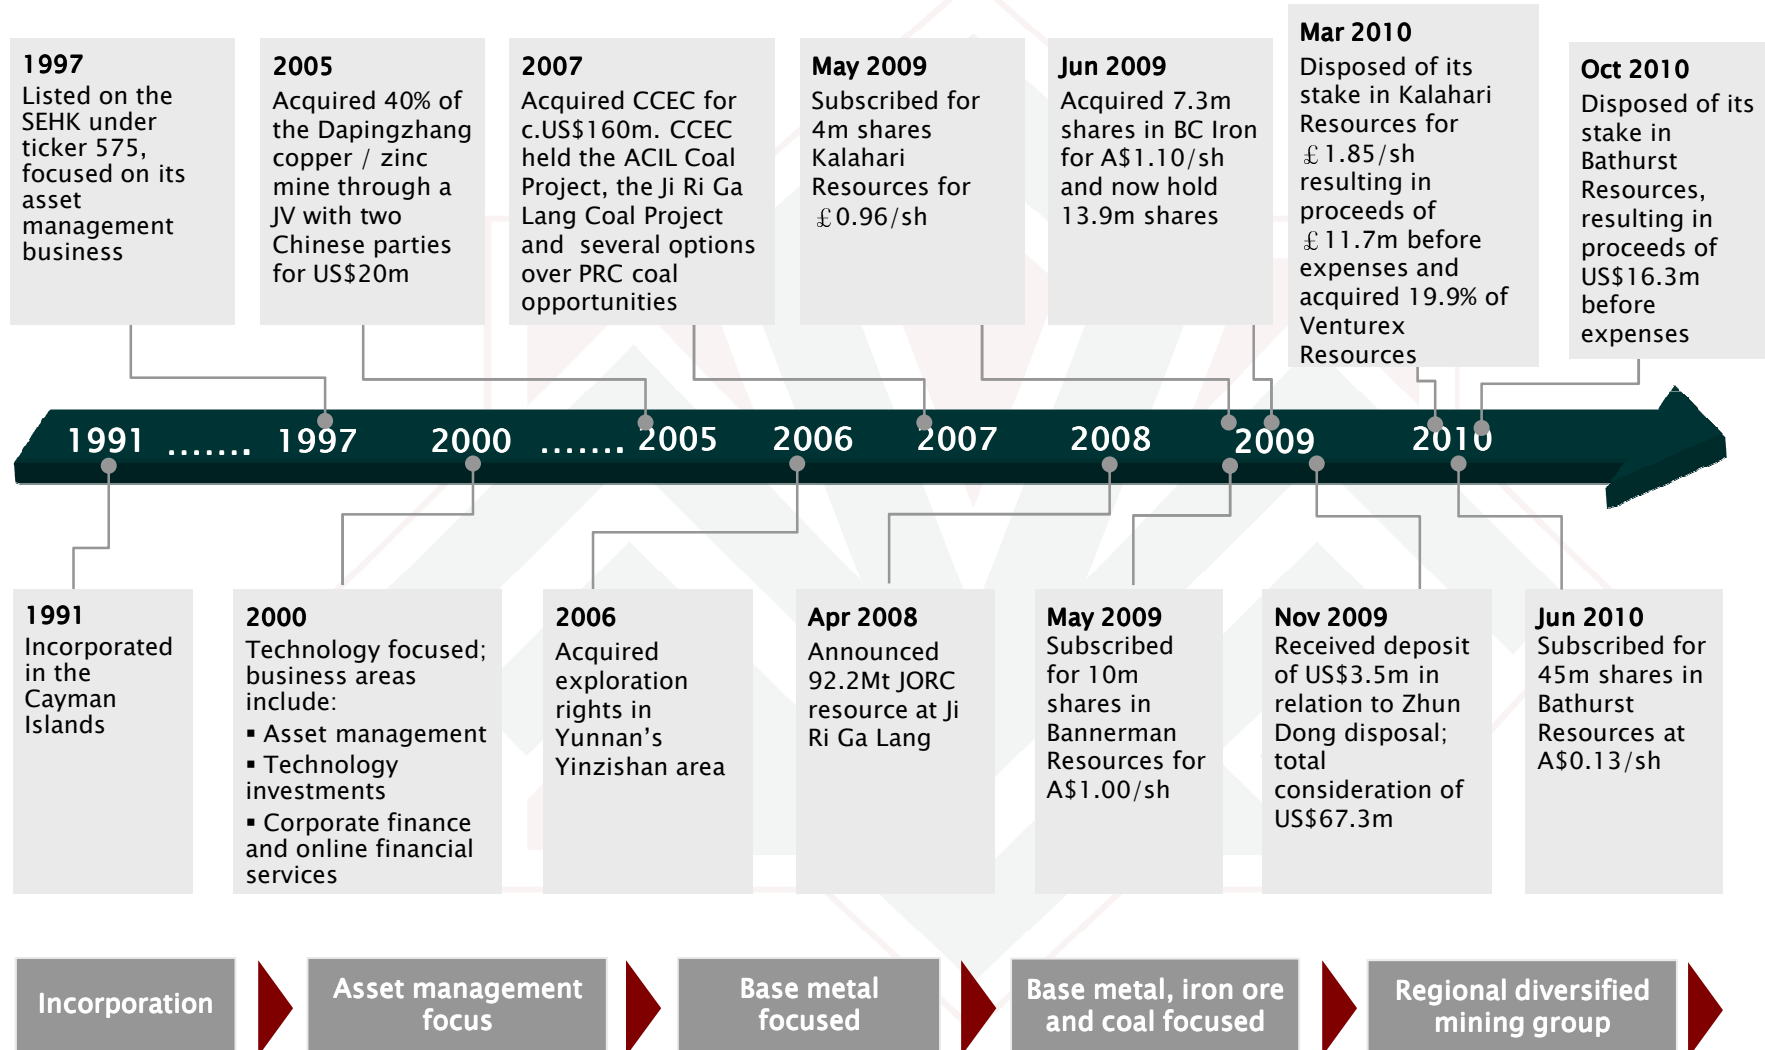 1997
Listed on the
SEHK under
ticker 575,
focused on its
asset
management
business
2005
Acquired 40% of
the Dapingzhang
copper / zinc
mine through a
JV with two
Chinese parties
for US$20m
2007
Acquired CCEC for
c.US$160m. CCEC
held the ACIL Coal
Project, the Ji Ri Ga
Lang Coal Project
and several options
over PRC coal
opportunities
May 2009
Subscribed for
4m shares
Kalahari
Resources for
£0.96/sh
Jun 2009
Acquired 7.3m
shares in BC Iron
for A$1.10/sh
and now hold
13.9m shares
Mar 2010
Disposed of its
stake in Kalahari
Resources for
£1.85/sh
resulting in
proceeds of
£11.7m before
expenses and
acquired 19.9% of
Venturex
Resources
Oct 2010
Disposed of its
stake in
Bathurst
Resources,
resulting in
proceeds of
US$16.3m
before
expenses
1991 ....... 1997 2000 ....... 2005 2006 2007 2008 2009 2010
1991
Incorporated
in the
Cayman
Islands
2000
Technology focused;
business areas
include:
▪ Asset management
▪ Technology
investments
▪ Corporate finance
and online financial
services
2006
Acquired
exploration
rights in
Yunnan’s
Yinzishan area
Apr 2008
Announced
92.2Mt JORC
resource at Ji
Ri Ga Lang
May 2009
Subscribed
for 10m
shares in
Bannerman
Resources for
A$1.00/sh
Nov 2009
Received deposit
of US$3.5m in
relation to Zhun
Dong disposal;
total
consideration of
US$67.3m
Jun 2010
Subscribed for
45m shares in
Bathurst
Resources at
A$0.13/sh
Incorporation
Asset management
focus
Base metal
focused
Base metal, iron ore
and coal focused
Regional diversified
mining group